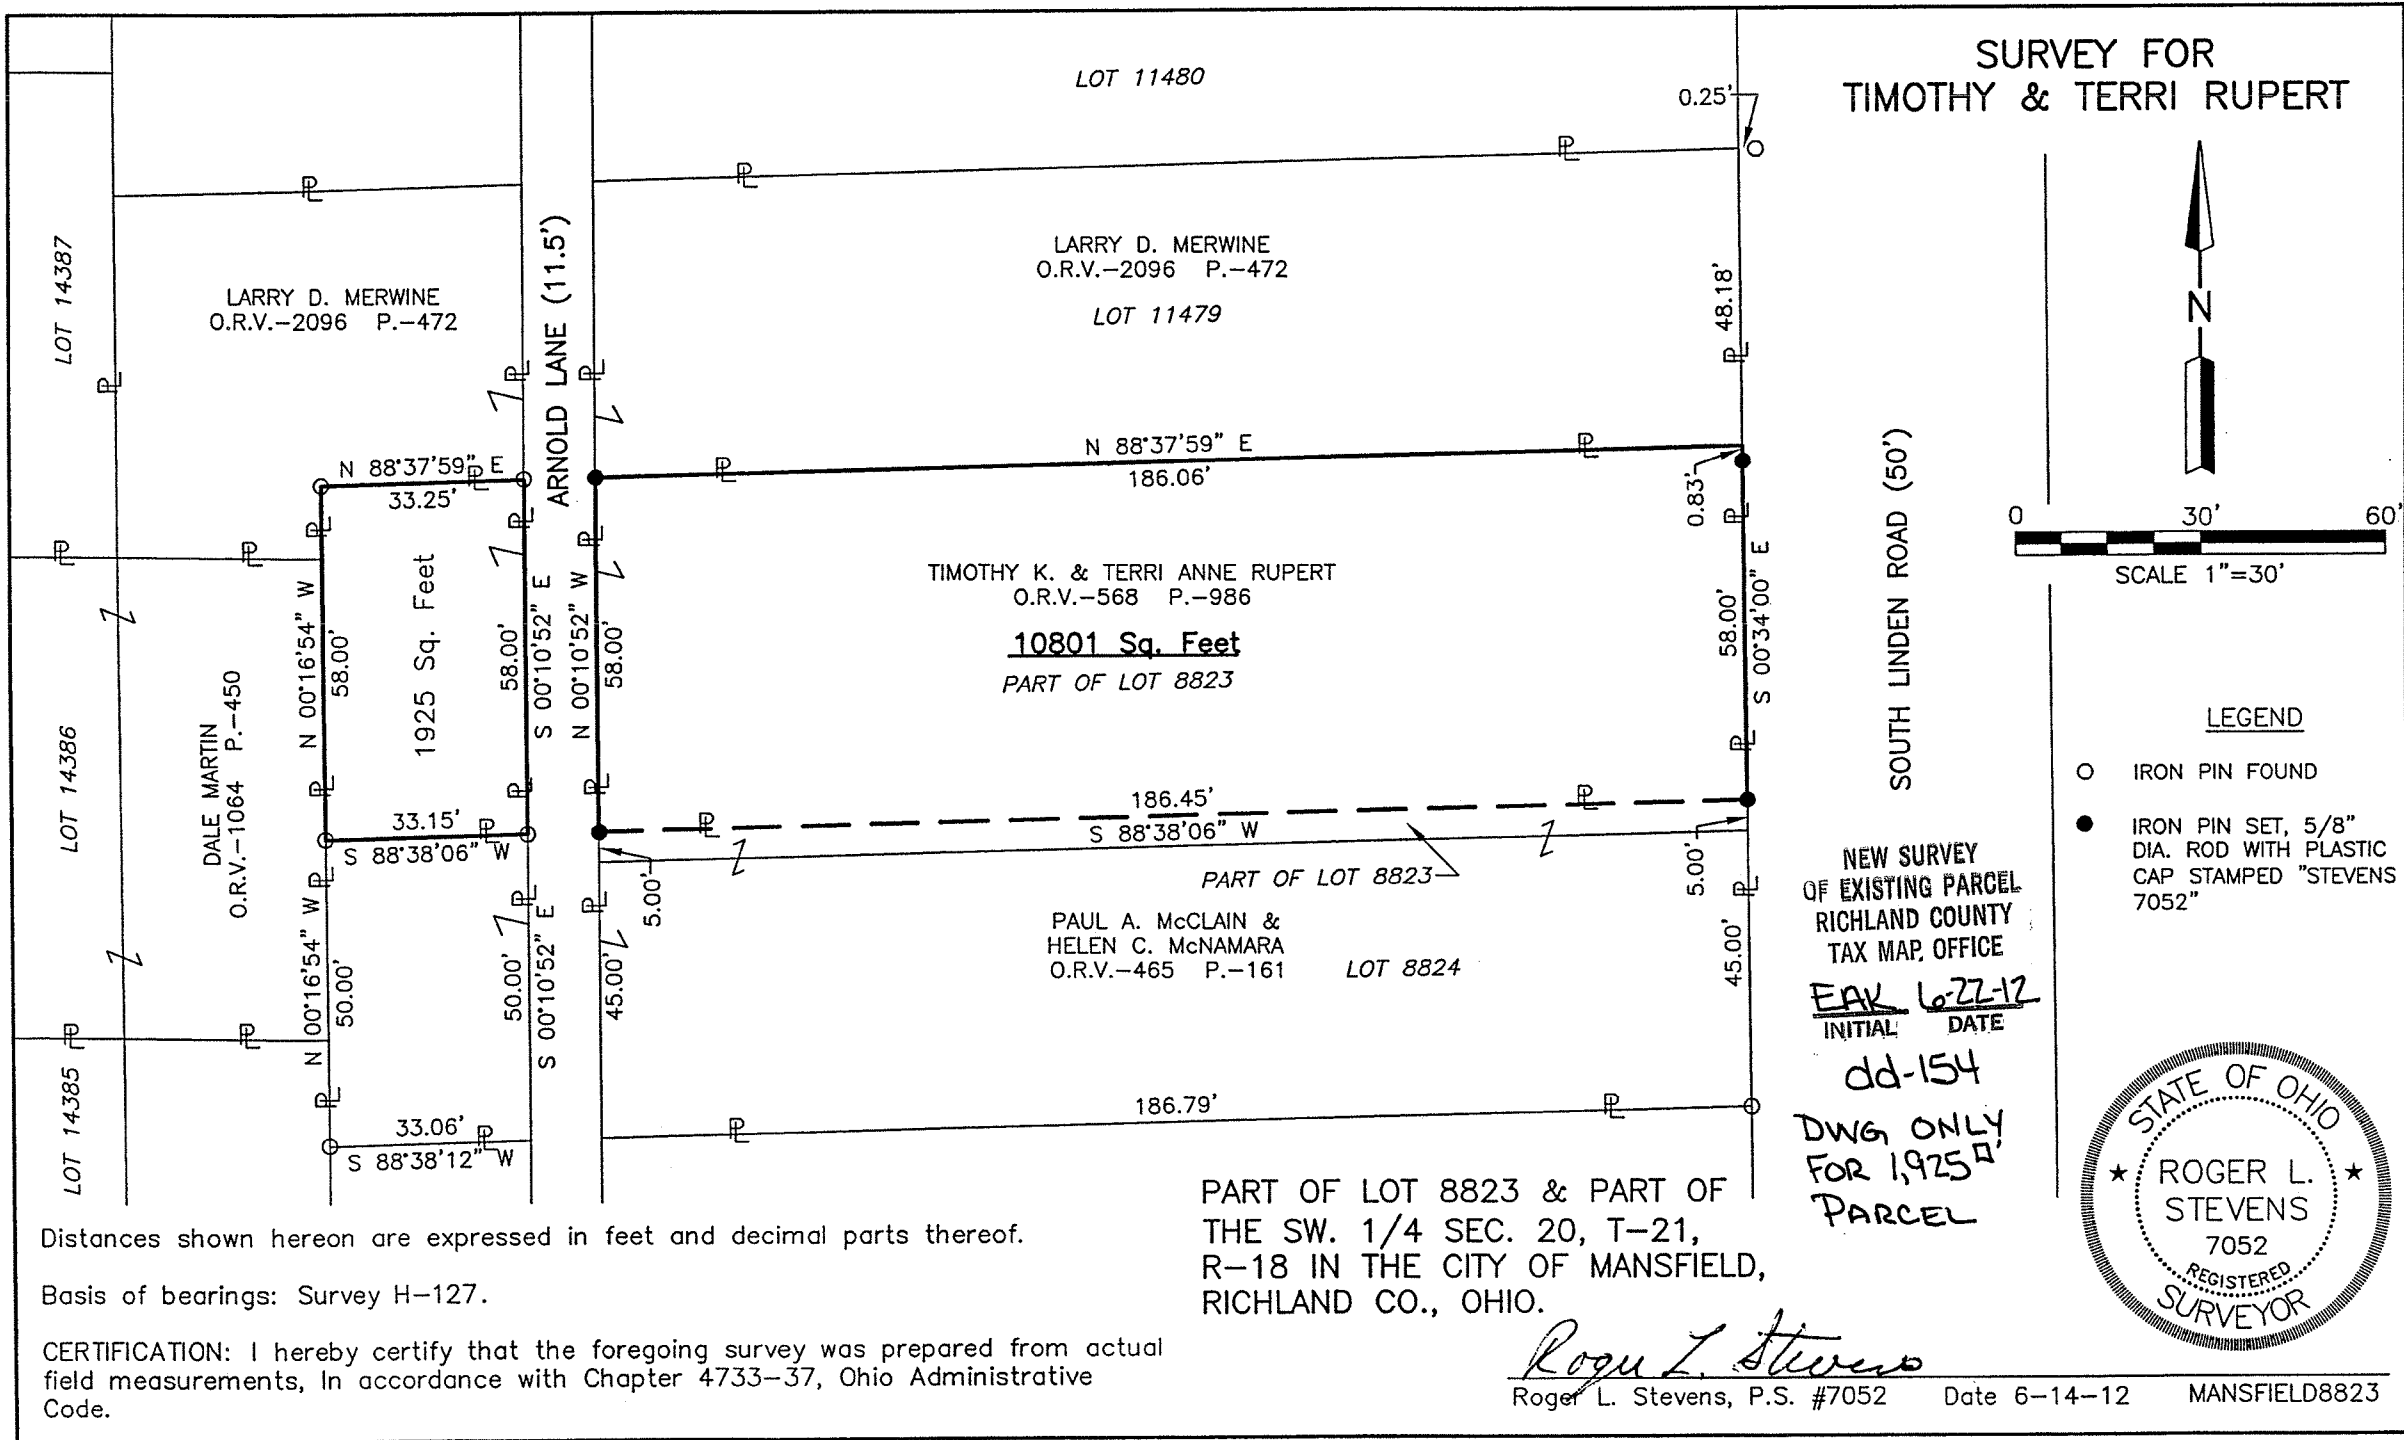 SURVEY FOR
TIMOTHY & TERRI RUPERT
LOT 11480
0.25'
LOT 14387
LARRY D. MERWINE
O.R.V.-2096 P.-472
ARNOLD LANE (11.5')
LARRY D. MERWINE
O.R.V.-2096 P.-472
LOT 11479
48.18'
N
0 30' 60'
SCALE 1"=30'
N 88°37'59" E
33.25'
N 88°37'59" E
186.06'
0.83'
SOUTH LINDEN ROAD (50')
N 00°16'54" W
58.00'
1925 Sq. Feet
58.00'
S 00°10'52" E
N 00°10'52" W
58.00'
TIMOTHY K. & TERRI ANNE RUPERT
O.R.V.-568 P.-986
10801 Sq. Feet
PART OF LOT 8823
58.00'
S 00°34'00" E
LOT 14386
DALE MARTIN
O.R.V.-1064 P.-450
33.15'
S 88°38'06" W
186.45'
S 88°38'06" W
5.00'
5.00'
PART OF LOT 8823
PAUL A. McCLAIN &
HELEN C. McNAMARA
O.R.V.-465 P.-161 LOT 8824
N 00°16'54" W
50.00'
50.00'
S 00°10'52" E
45.00'
45.00'
LOT 14385
33.06'
S 88°38'12" W
186.79'
LEGEND
IRON PIN FOUND
IRON PIN SET, 5/8"
DIA. ROD WITH PLASTIC
CAP STAMPED "STEVENS
7052"
NEW SURVEY
OF EXISTING PARCEL
RICHLAND COUNTY
TAX MAP. OFFICE
EAK 6-22-12
INITIAL DATE
dd-154
DWG ONLY
FOR 1,925 □'
PARCEL
STATE OF OHIO
★ ROGER L. ★
STEVENS
7052
REGISTERED
SURVEYOR
PART OF LOT 8823 & PART OF
THE SW. 1/4 SEC. 20, T-21,
R-18 IN THE CITY OF MANSFIELD,
RICHLAND CO., OHIO.
Distances shown hereon are expressed in feet and decimal parts thereof.
Basis of bearings: Survey H-127.
CERTIFICATION: I hereby certify that the foregoing survey was prepared from actual
field measurements, In accordance with Chapter 4733-37, Ohio Administrative
Code.
Roger L. Stevens
Roger L. Stevens, P.S. #7052 Date 6-14-12 MANSFIELD8823